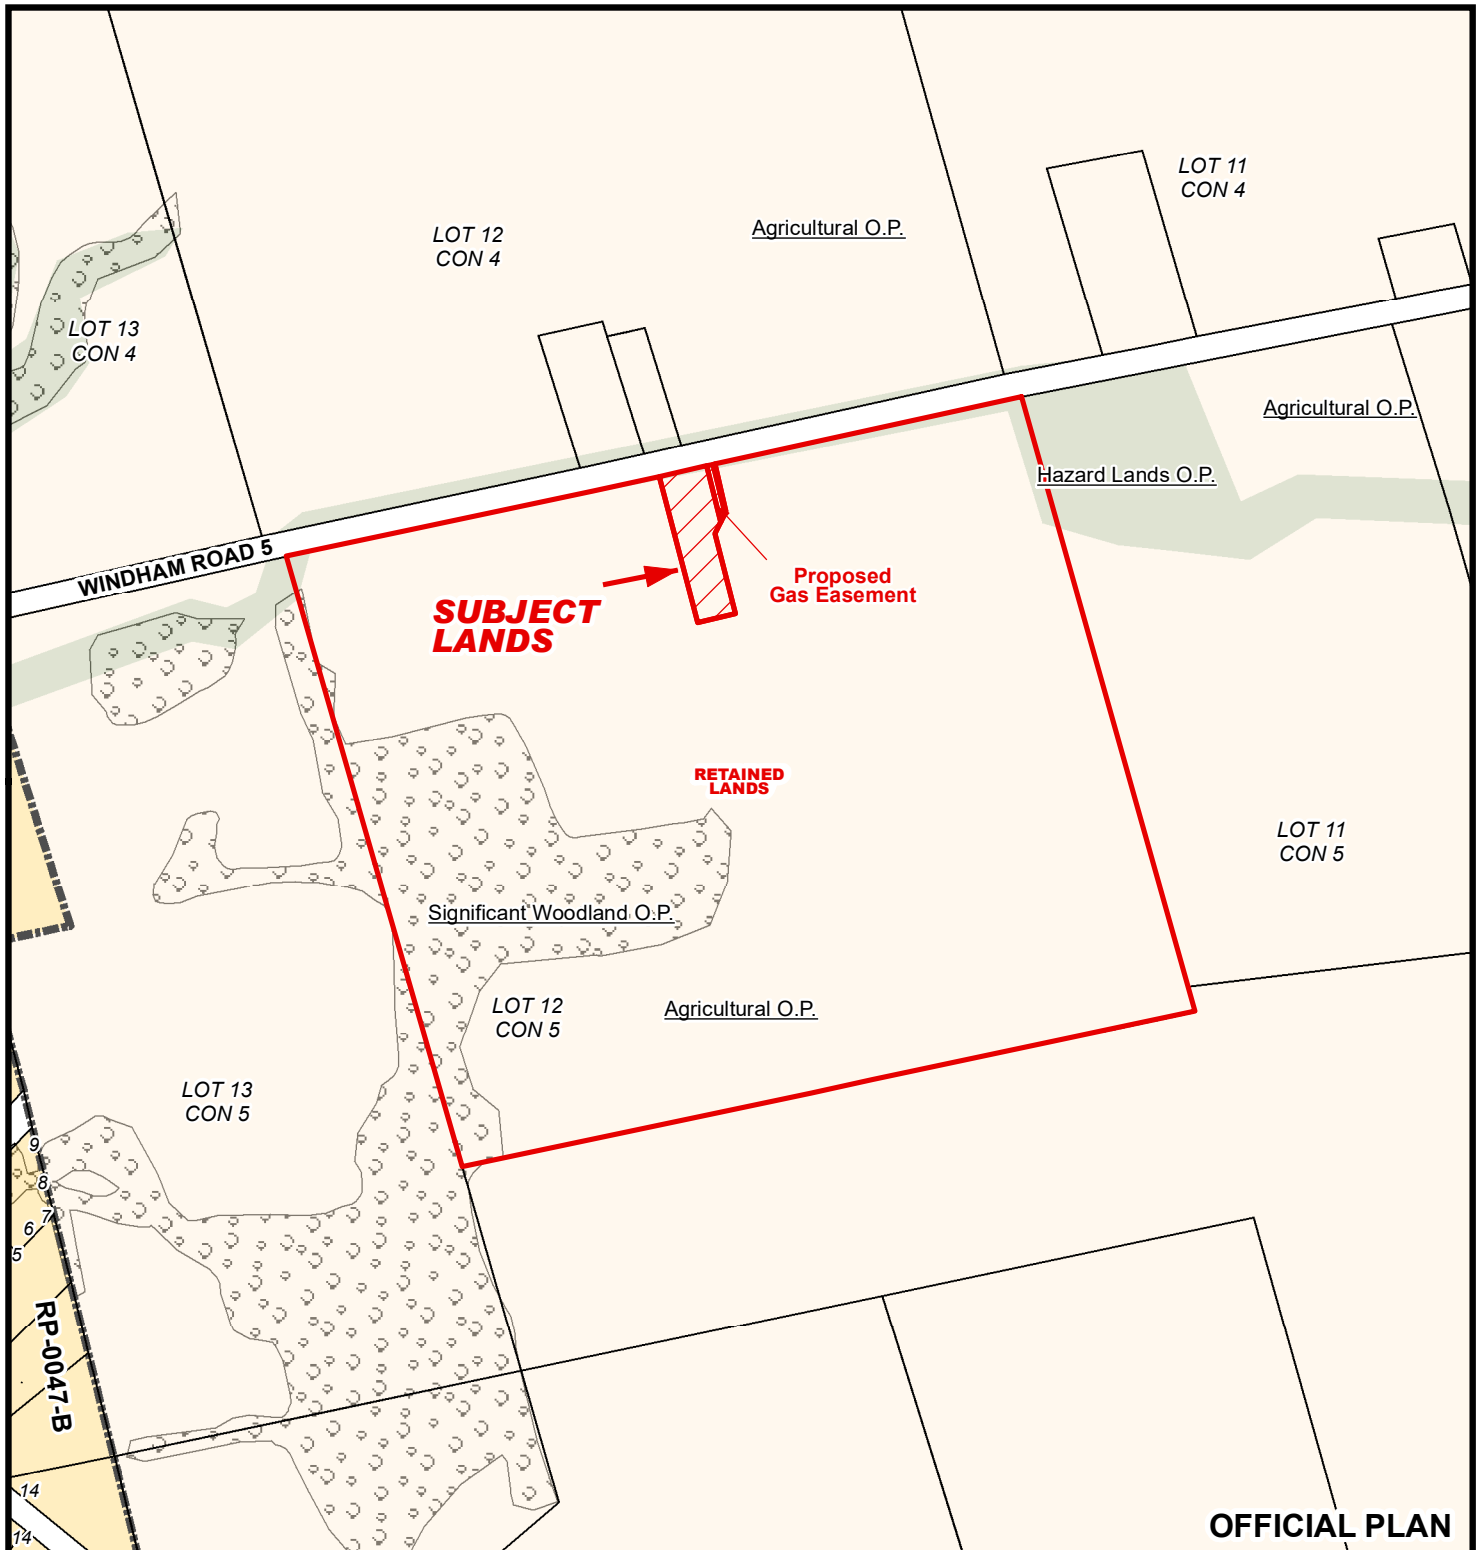 LOT 11
CON 4
Agricultural O.P.
LOT 12
CON 4
LOT 13
CON 4
Agricultural O.P.
Hazard Lands O.P.
WINDHAM ROAD 5
Proposed
Gas Easement
SUBJECT
LANDS
RETAINED
LANDS
LOT 11
CON 5
Significant Woodland O.P.
LOT 12
CON 5
Agricultural O.P.
LOT 13
CON 5
9
8
7
6
5
RP-0047-B
14
14
OFFICIAL PLAN